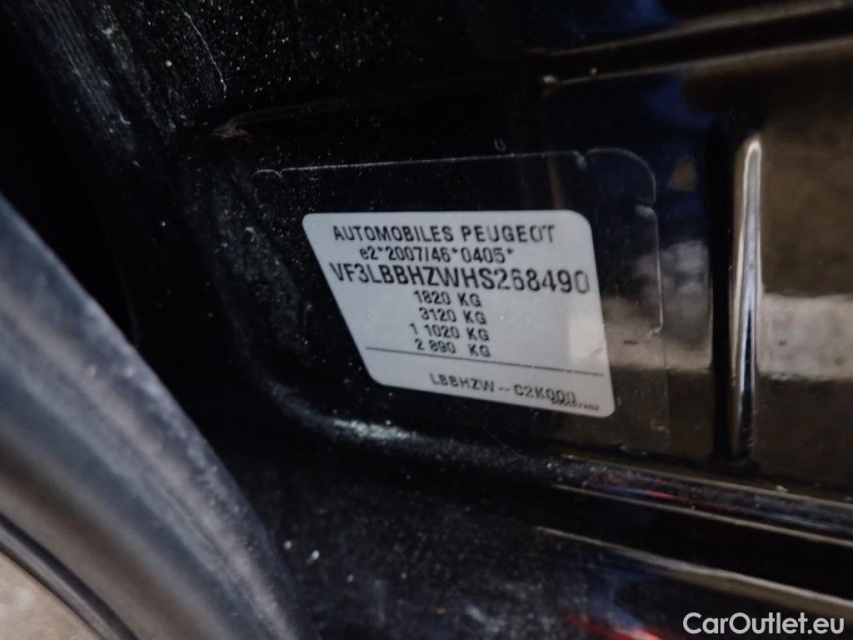 AUTOMOBILES PEUGEOT
e2*2007/46*0405*
VF3LBBHZWHS268490
1820 KG
3120 KG
1 1020 KG
2 890 KG
LBBHZW--C2K000
CarOutlet.eu